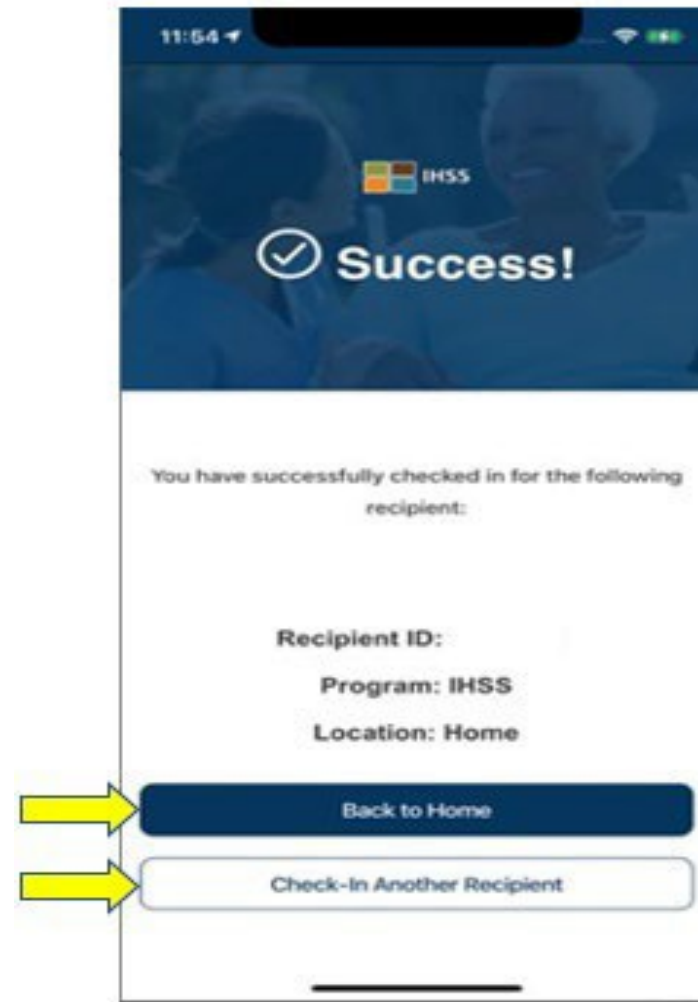 11:54
IHSS
Success!
You have successfully checked in for the following
recipient:
Recipient ID:
Program: IHSS
Location: Home
Back to Home
Check-In Another Recipient